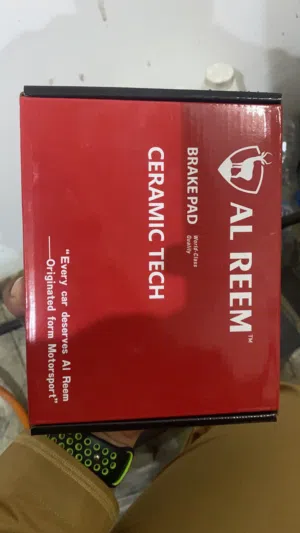 AL REEM™
BRAKE PAD
World-Class
Quality
CERAMIC TECH
"Every car deserves Al Reem
——Originated form Motorsport"